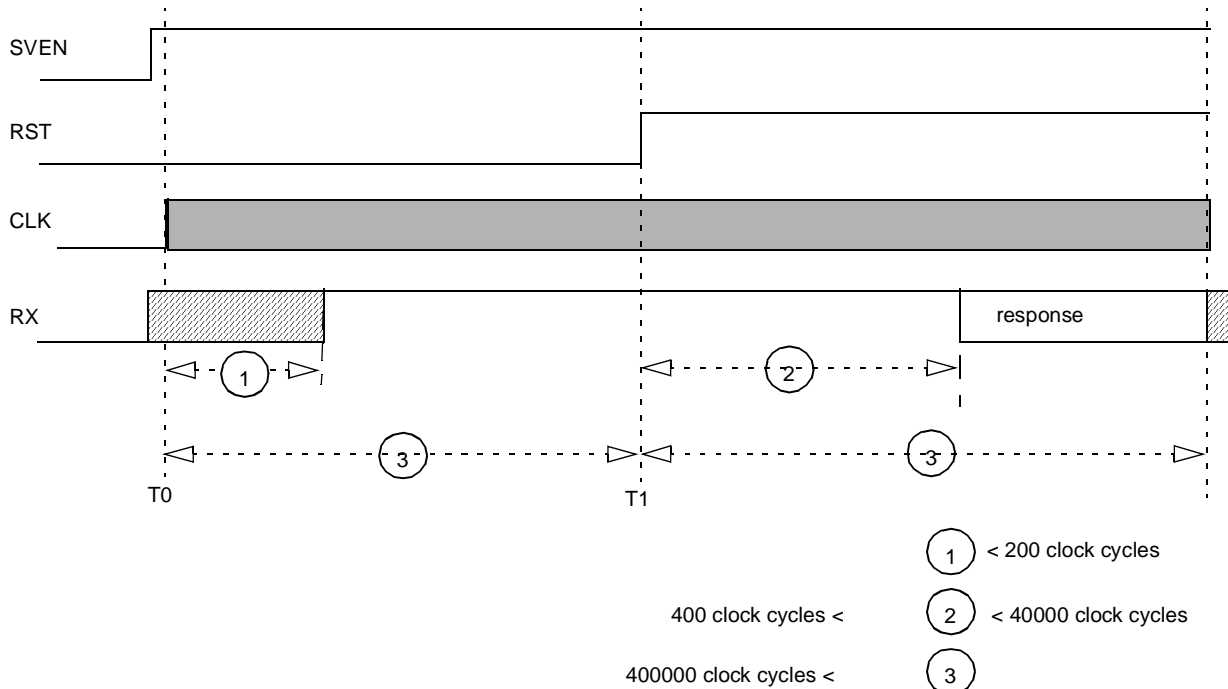 SVEN
RST
CLK
RX
response
1
2
3
3
T0
T1
1 < 200 clock cycles
400 clock cycles < 2 < 40000 clock cycles
400000 clock cycles < 3